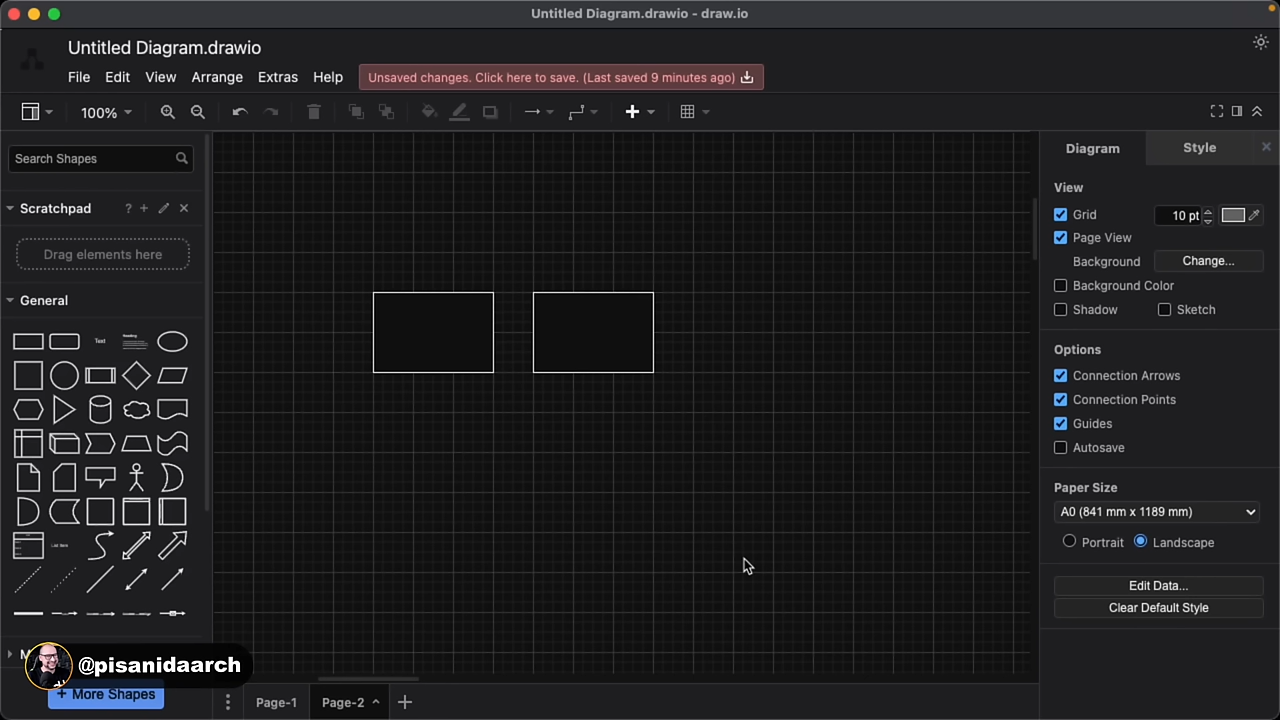 Untitled Diagram.drawio - draw.io
Untitled Diagram.drawio
File Edit View Arrange Extras Help
Unsaved changes. Click here to save. (Last saved 9 minutes ago)
100%
Search Shapes
Scratchpad
?
Drag elements here
General
Text
Heading
List Item
@pisanidaarch
+ More Shapes
Page-1
Page-2
Diagram
Style
View
Grid
10 pt
Page View
Background
Change...
Background Color
Shadow
Sketch
Options
Connection Arrows
Connection Points
Guides
Autosave
Paper Size
A0 (841 mm x 1189 mm)
Portrait
Landscape
Edit Data...
Clear Default Style